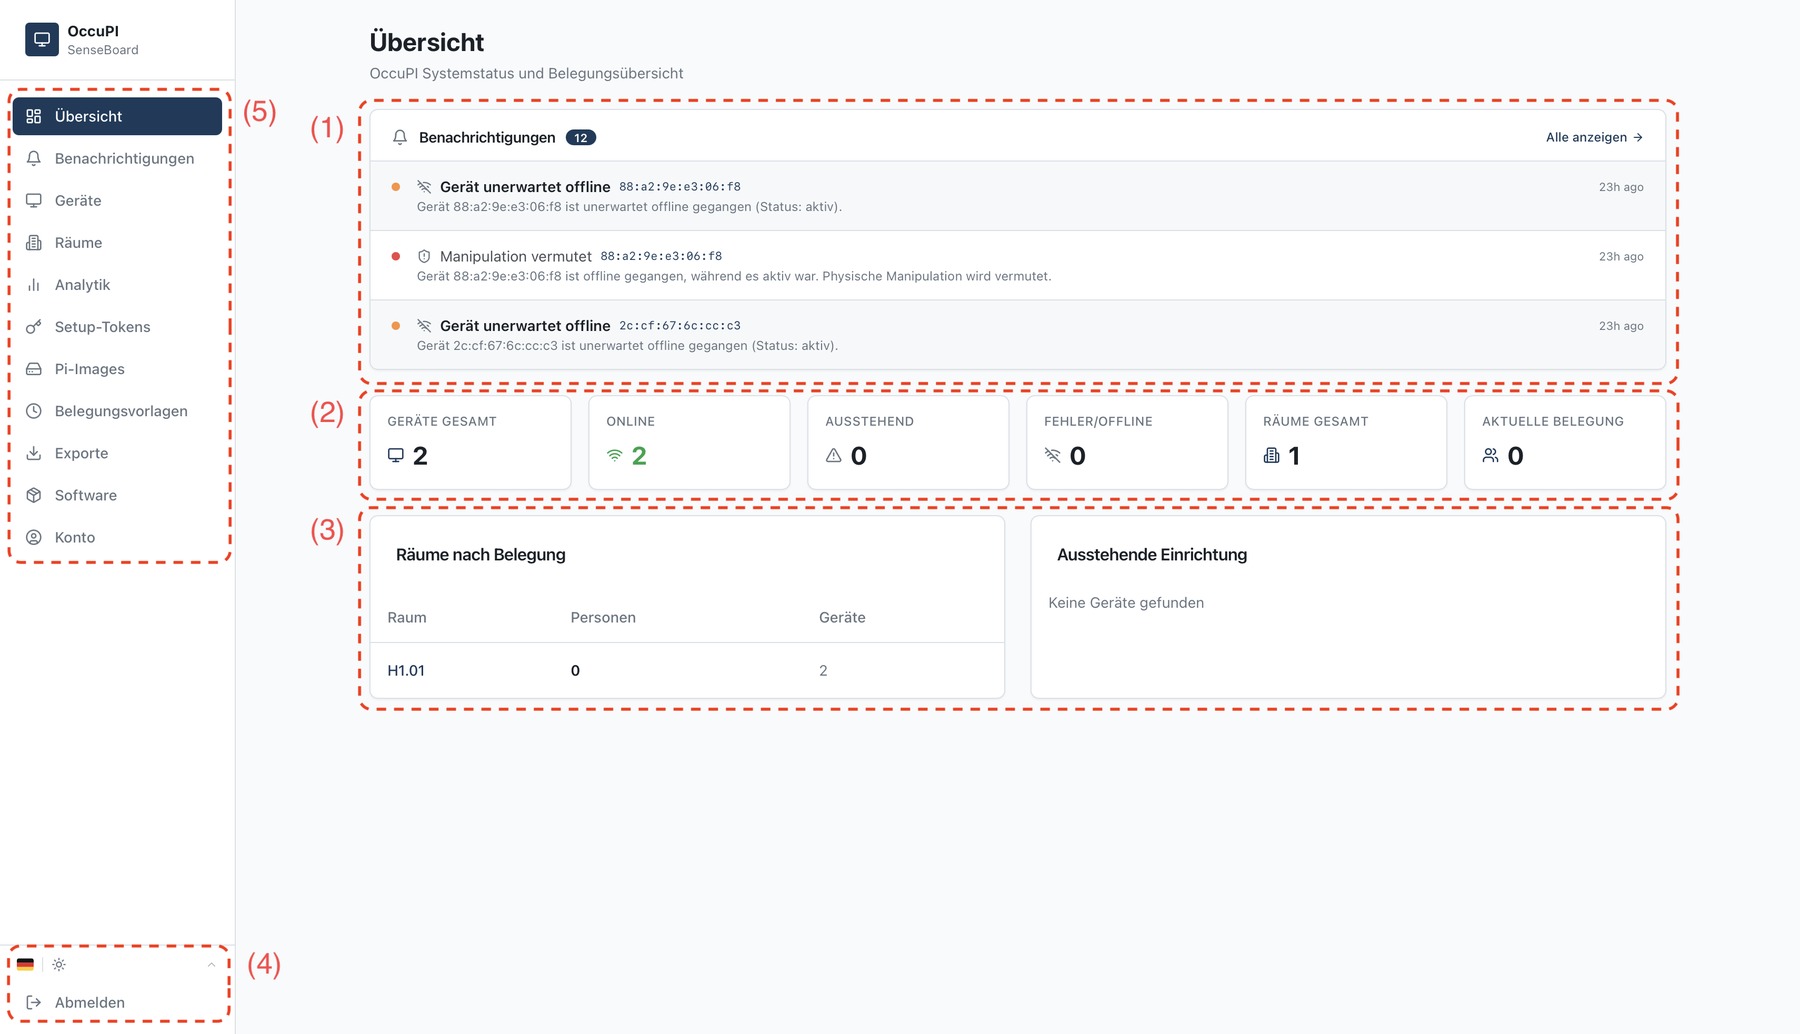 OccuPI
SenseBoard
Übersicht
Benachrichtigungen
Geräte
Räume
Analytik
Setup-Tokens
Pi-Images
Belegungsvorlagen
Exporte
Software
Konto
(5)
Abmelden
(4)
Übersicht
OccuPI Systemstatus und Belegungsübersicht
(1)
Benachrichtigungen 12 Alle anzeigen →
Gerät unerwartet offline 88:a2:9e:e3:06:f8 23h ago
Gerät 88:a2:9e:e3:06:f8 ist unerwartet offline gegangen (Status: aktiv).
Manipulation vermutet 88:a2:9e:e3:06:f8 23h ago
Gerät 88:a2:9e:e3:06:f8 ist offline gegangen, während es aktiv war. Physische Manipulation wird vermutet.
Gerät unerwartet offline 2c:cf:67:6c:cc:c3 23h ago
Gerät 2c:cf:67:6c:cc:c3 ist unerwartet offline gegangen (Status: aktiv).
(2)
GERÄTE GESAMT
2
ONLINE
2
AUSSTEHEND
0
FEHLER/OFFLINE
0
RÄUME GESAMT
1
AKTUELLE BELEGUNG
0
(3)
Räume nach Belegung
Raum Personen Geräte
H1.01 0 2
Ausstehende Einrichtung
Keine Geräte gefunden